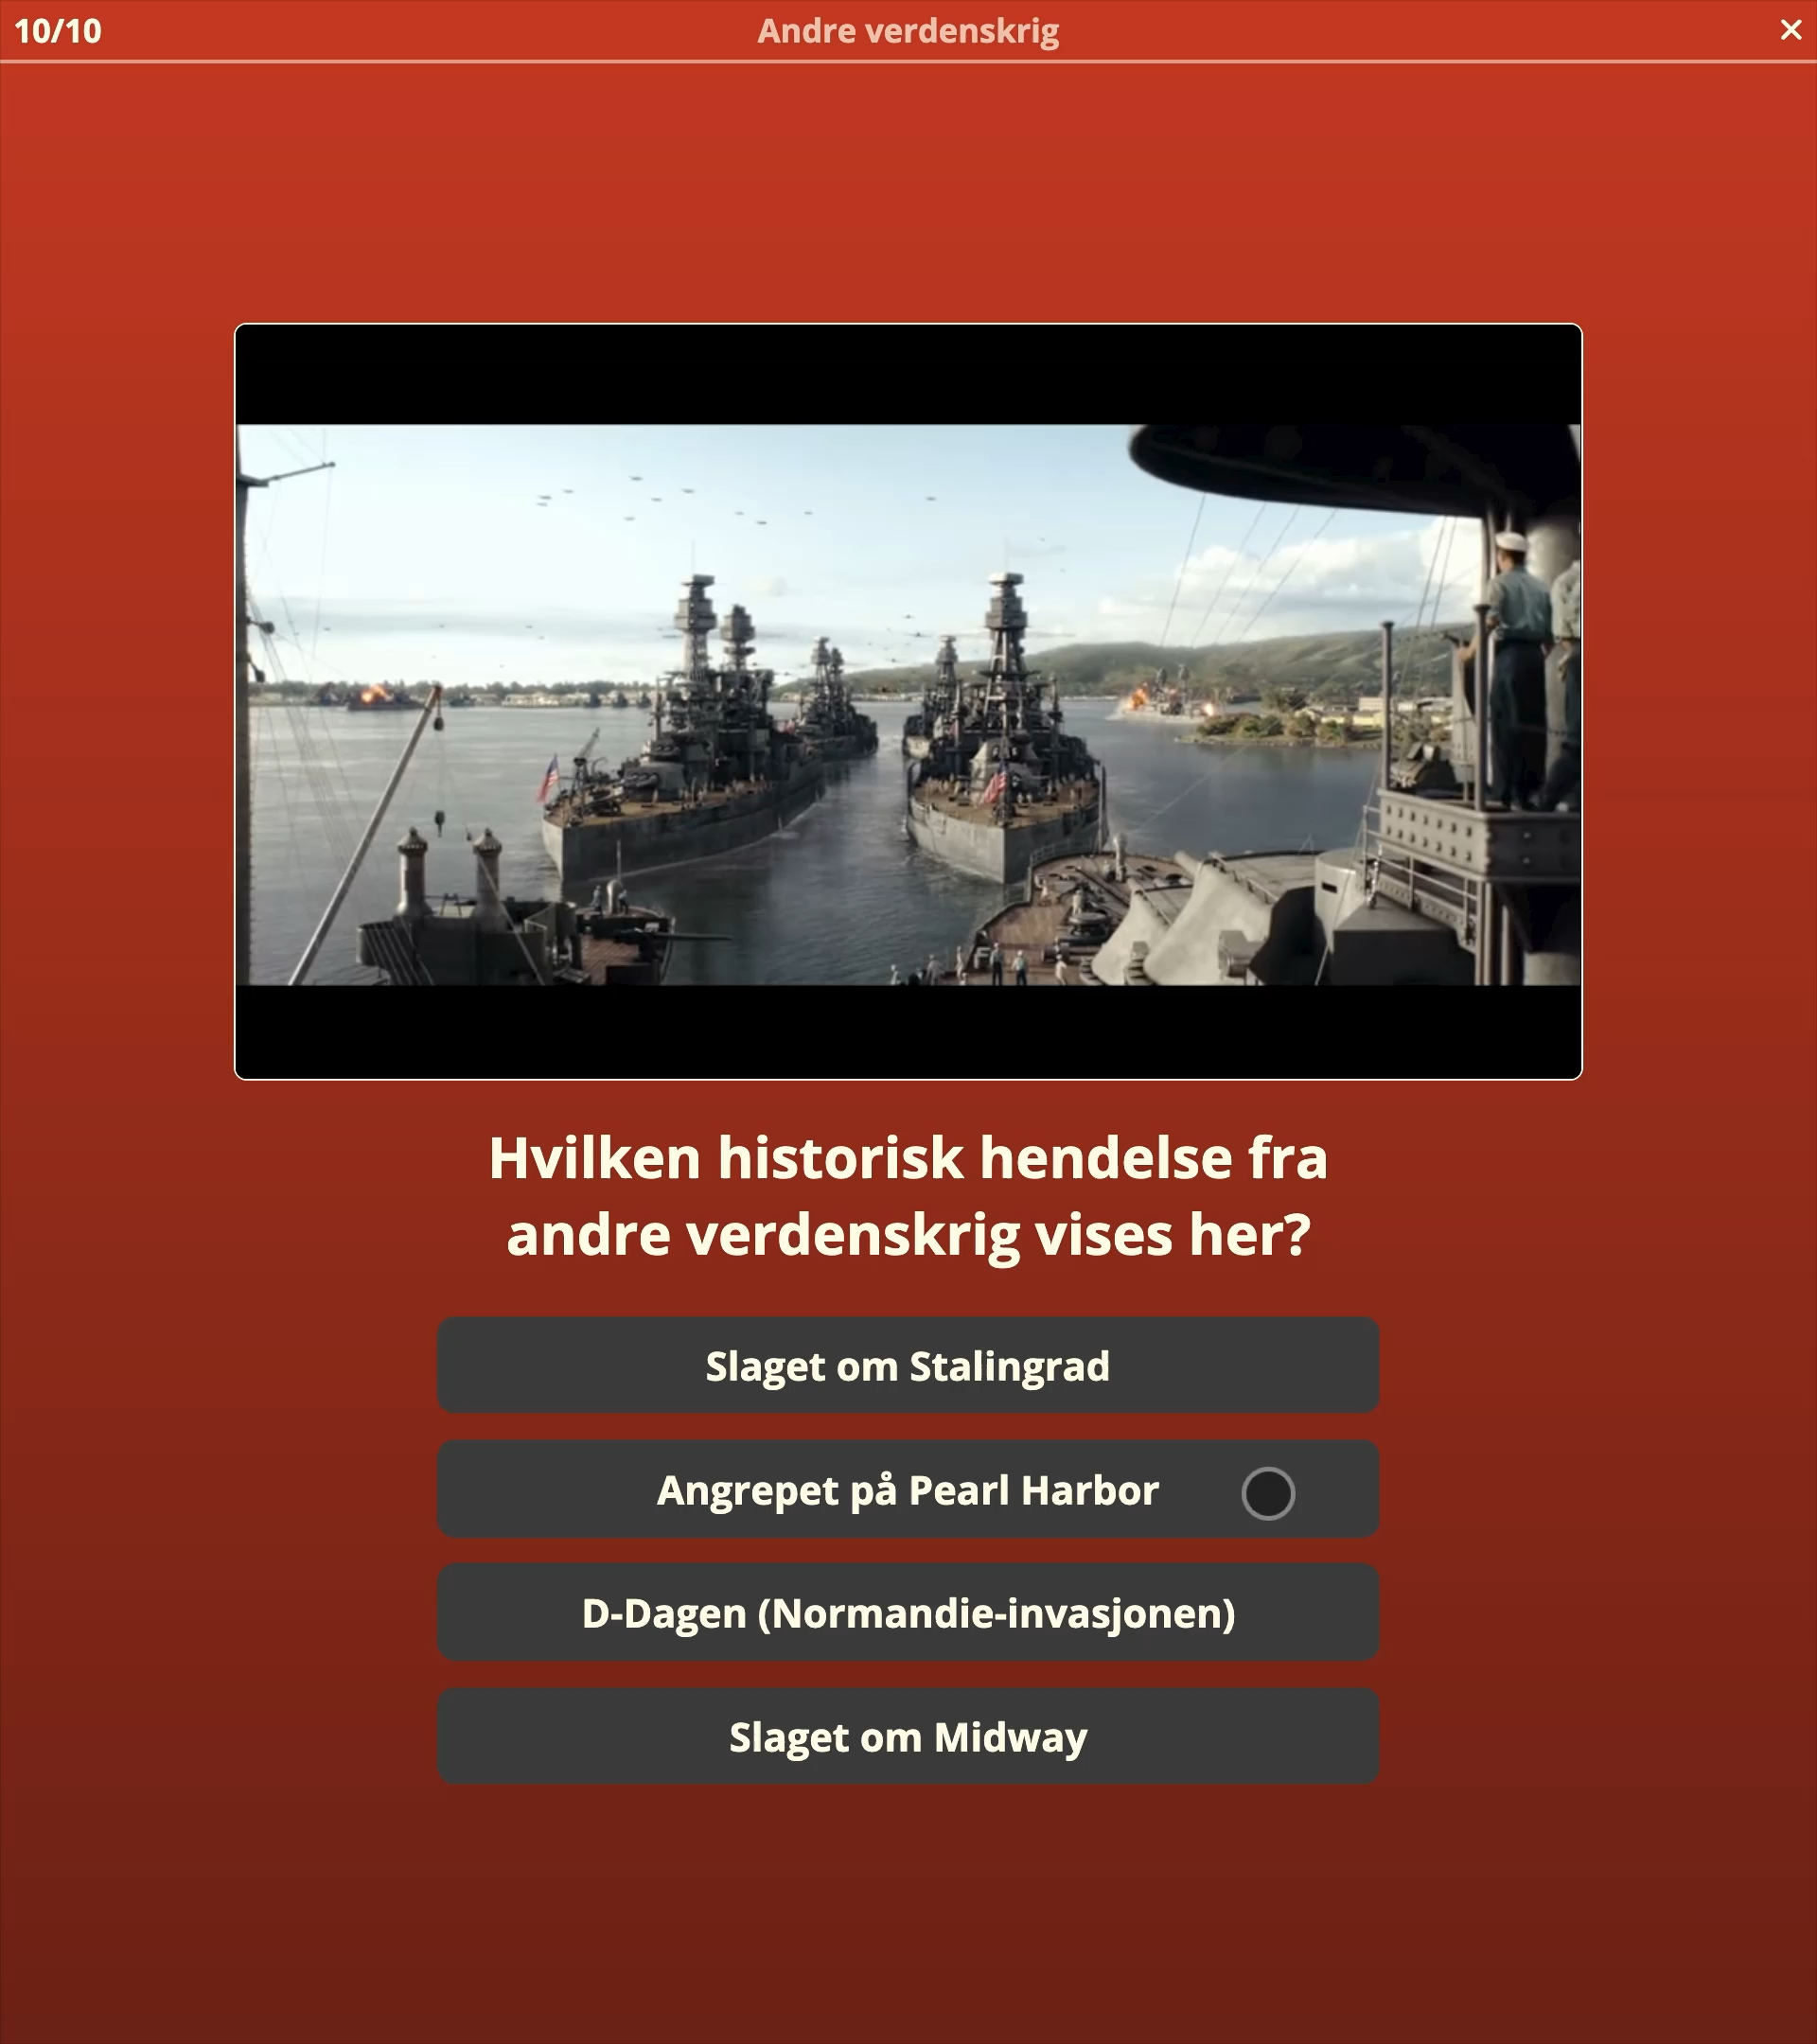 10/10
Andre verdenskrig
Hvilken historisk hendelse fra
andre verdenskrig vises her?
Slaget om Stalingrad
Angrepet på Pearl Harbor
D-Dagen (Normandie-invasjonen)
Slaget om Midway